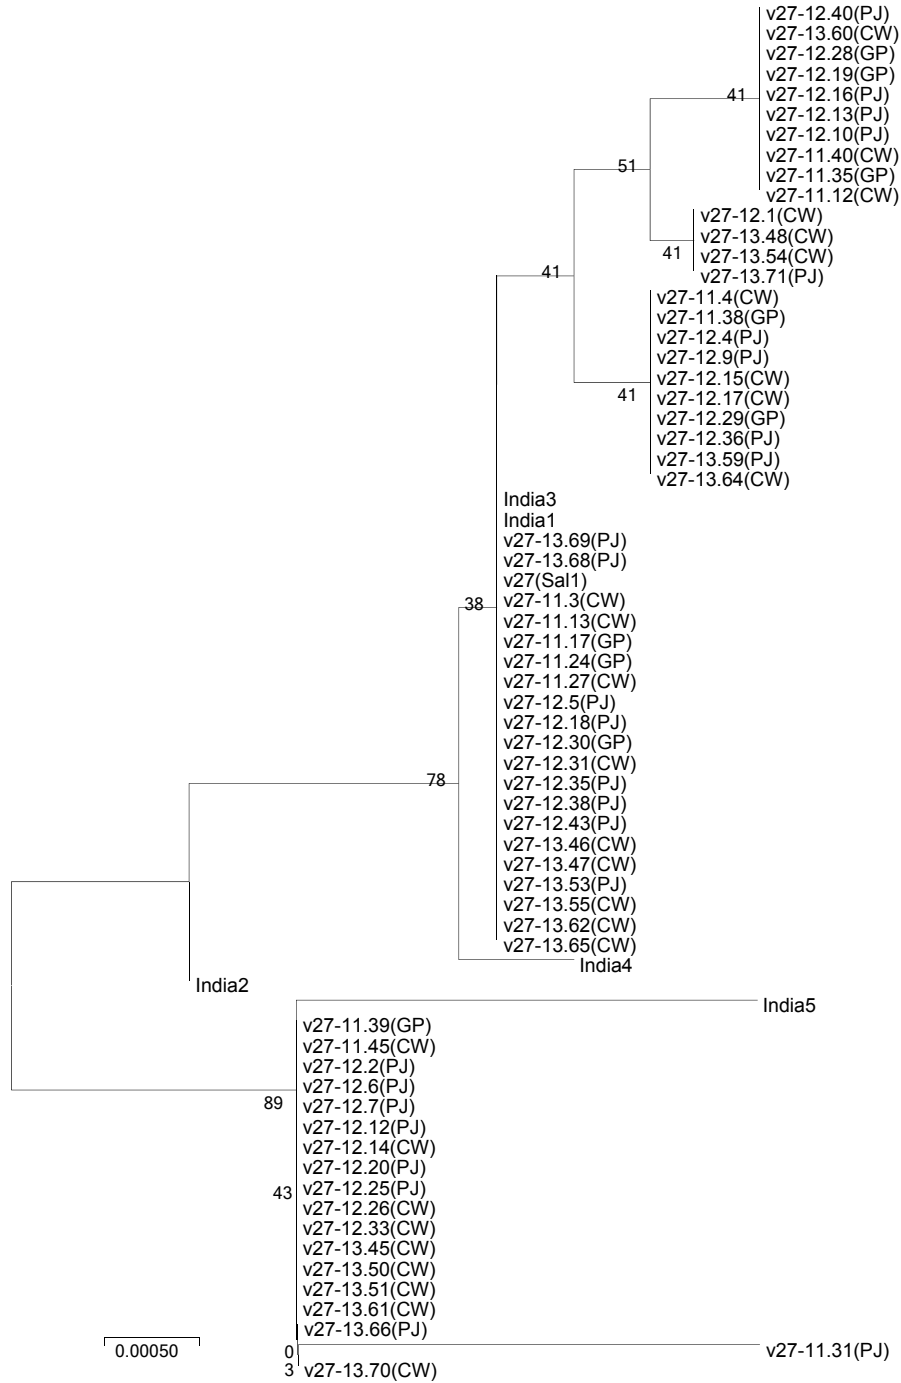 v27-12.40(PJ)
v27-13.60(CW)
v27-12.28(GP)
v27-12.19(GP)
41
v27-12.16(PJ)
v27-12.13(PJ)
v27-12.10(PJ)
v27-11.40(CW)
51
v27-11.35(GP)
v27-11.12(CW)
v27-12.1(CW)
v27-13.48(CW)
41
v27-13.54(CW)
41
v27-13.71(PJ)
v27-11.4(CW)
v27-11.38(GP)
v27-12.4(PJ)
v27-12.9(PJ)
v27-12.15(CW)
41
v27-12.17(CW)
v27-12.29(GP)
v27-12.36(PJ)
v27-13.59(PJ)
v27-13.64(CW)
India3
India1
v27-13.69(PJ)
v27-13.68(PJ)
v27(Sal1)
38
v27-11.3(CW)
v27-11.13(CW)
v27-11.17(GP)
v27-11.24(GP)
v27-11.27(CW)
v27-12.5(PJ)
v27-12.18(PJ)
v27-12.30(GP)
v27-12.31(CW)
78
v27-12.35(PJ)
v27-12.38(PJ)
v27-12.43(PJ)
v27-13.46(CW)
v27-13.47(CW)
v27-13.53(PJ)
v27-13.55(CW)
v27-13.62(CW)
v27-13.65(CW)
India4
India2
India5
v27-11.39(GP)
v27-11.45(CW)
v27-12.2(PJ)
v27-12.6(PJ)
89
v27-12.7(PJ)
v27-12.12(PJ)
v27-12.14(CW)
v27-12.20(PJ)
43
v27-12.25(PJ)
v27-12.26(CW)
v27-12.33(CW)
v27-13.45(CW)
v27-13.50(CW)
v27-13.51(CW)
v27-13.61(CW)
v27-13.66(PJ)
0.00050
0
v27-11.31(PJ)
3
v27-13.70(CW)